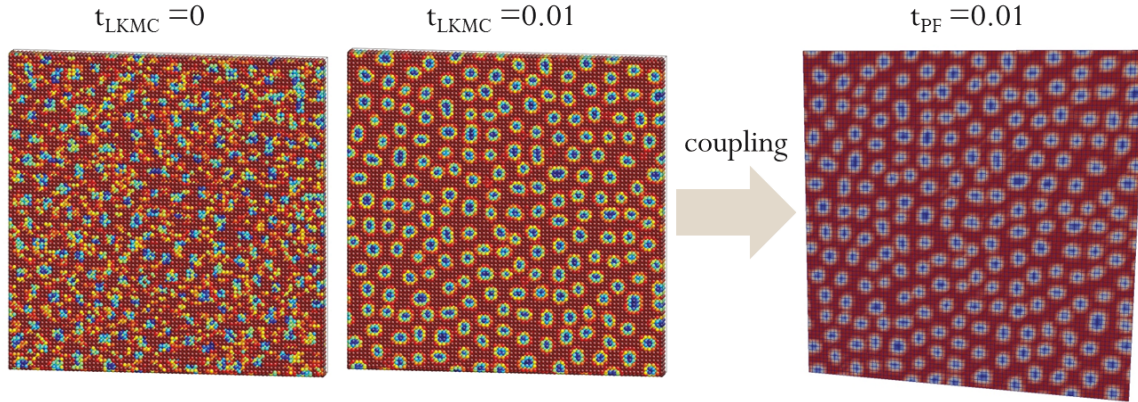 t_LKMC =0
t_LKMC =0.01
t_PF =0.01
coupling